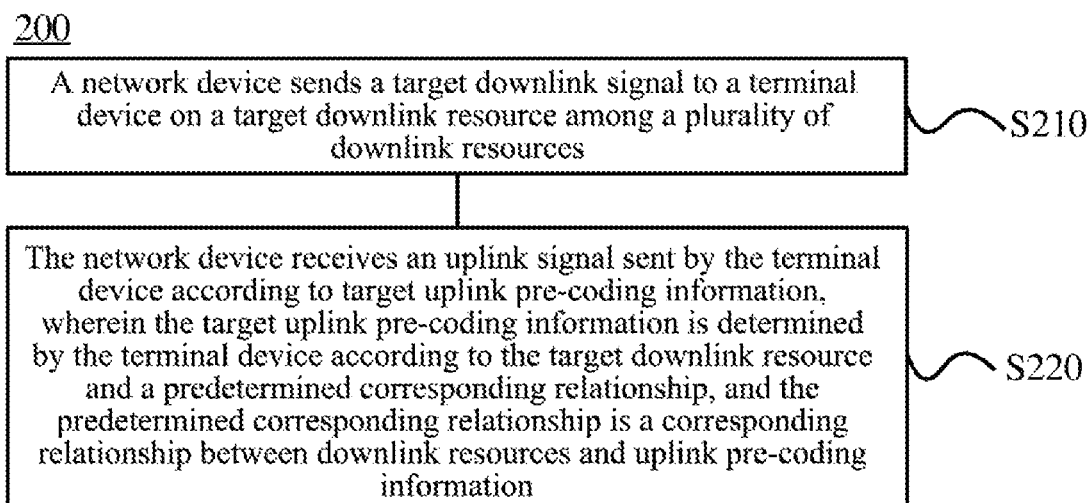 200
A network device sends a target downlink signal to a terminal
device on a target downlink resource among a plurality of
downlink resources
S210
The network device receives an uplink signal sent by the terminal
device according to target uplink pre-coding information,
wherein the target uplink pre-coding information is determined
by the terminal device according to the target downlink resource
and a predetermined corresponding relationship, and the
predetermined corresponding relationship is a corresponding
relationship between downlink resources and uplink pre-coding
information
S220